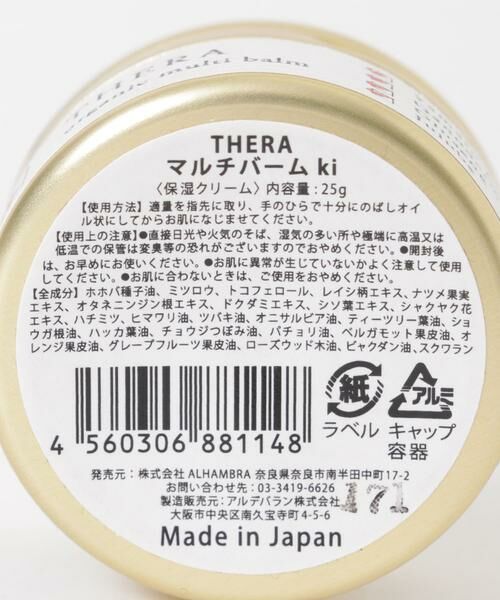 THERA
organic multi balm
THERA
マルチバーム ki
〈保湿クリーム〉内容量:25g
【使用方法】適量を指先に取り、手のひらで十分にのばしオイ
ル状にしてからお肌になじませてください。
【使用上の注意】●直接日光や火気のそば、湿気の多い所や極端に高温又は
低温での保管は変臭等の恐れがございますのでおやめください。●開封後
は、お早めにお使いください。●お肌に異常が生じていないかよく注意して使用
してください。●お肌に合わないときは、ご使用をおやめください。
【全成分】ホホバ種子油、ミツロウ、トコフェロール、レイシ柄エキス、ナツメ果実
エキス、オタネニンジン根エキス、ドクダミエキス、シソ葉エキス、シャクヤク花
エキス、ハチミツ、ヒマワリ油、ツバキ油、オニサルビア油、ティーツリー葉油、ショ
ウガ根油、ハッカ葉油、チョウジつぼみ油、パチョリ油、ベルガモット果皮油、オ
レンジ果皮油、グレープフルーツ果皮油、ローズウッド木油、ビャクダン油、スクワラン
4 560306 881148
紙
ラベル
アルミ
キャップ
容器
発売元:株式会社 ALHAMBRA 奈良県奈良市南半田中町17-2
お問い合わせ先:03-3419-6626
製造販売元:アルデバラン株式会社
大阪市中央区南久宝寺町4-5-6
171
Made in Japan